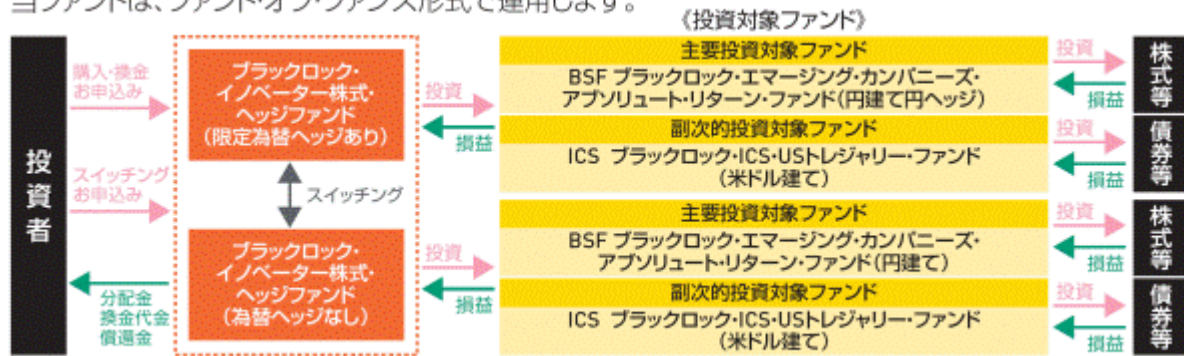 当ファンドは、ファンド・オブ・ファンズ形式で運用します。
《投資対象ファンド》
投資者
購入・換金
お申込み
スイッチング
お申込み
分配金
換金代金
償還金
ブラックロック・
イノベーター株式・
ヘッジファンド
(限定為替ヘッジあり)
スイッチング
ブラックロック・
イノベーター株式・
ヘッジファンド
(為替ヘッジなし)
投資
損益
投資
損益
主要投資対象ファンド
BSF ブラックロック・エマージング・カンパニーズ・
アブソリュート・リターン・ファンド(円建て円ヘッジ)
投資
損益
株式等
副次的投資対象ファンド
ICS ブラックロック・ICS・USトレジャリー・ファンド
(米ドル建て)
投資
損益
債券等
主要投資対象ファンド
BSF ブラックロック・エマージング・カンパニーズ・
アブソリュート・リターン・ファンド(円建て)
投資
損益
株式等
副次的投資対象ファンド
ICS ブラックロック・ICS・USトレジャリー・ファンド
(米ドル建て)
投資
損益
債券等